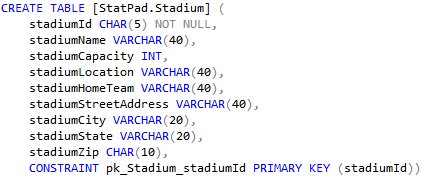 CREATE TABLE [StatPad.Stadium] (
stadiumId CHAR(5) NOT NULL,
stadiumName VARCHAR(40),
stadiumCapacity INT,
stadiumLocation VARCHAR(40),
stadiumHomeTeam VARCHAR(40),
stadiumStreetAddress VARCHAR(40),
stadiumCity VARCHAR(20),
stadiumState VARCHAR(20),
stadiumZip CHAR(10),
CONSTRAINT pk_Stadium_stadiumId PRIMARY KEY (stadiumId))